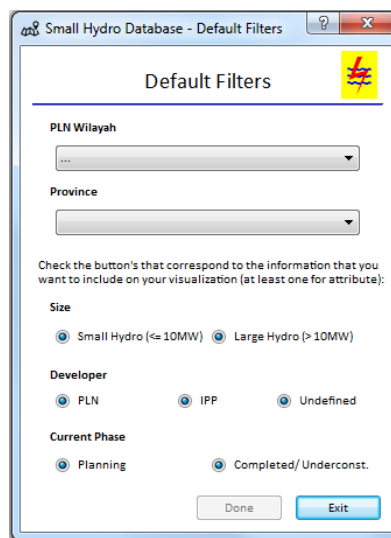 Small Hydro Database - Default Filters
Default Filters
PLN Wilayah
...
Province
Check the button's that correspond to the information that you
want to include on your visualization (at least one for attribute):
Size
Small Hydro (<= 10MW) Large Hydro (> 10MW)
Developer
PLN IPP Undefined
Current Phase
Planning Completed/ Underconst.
Done Exit